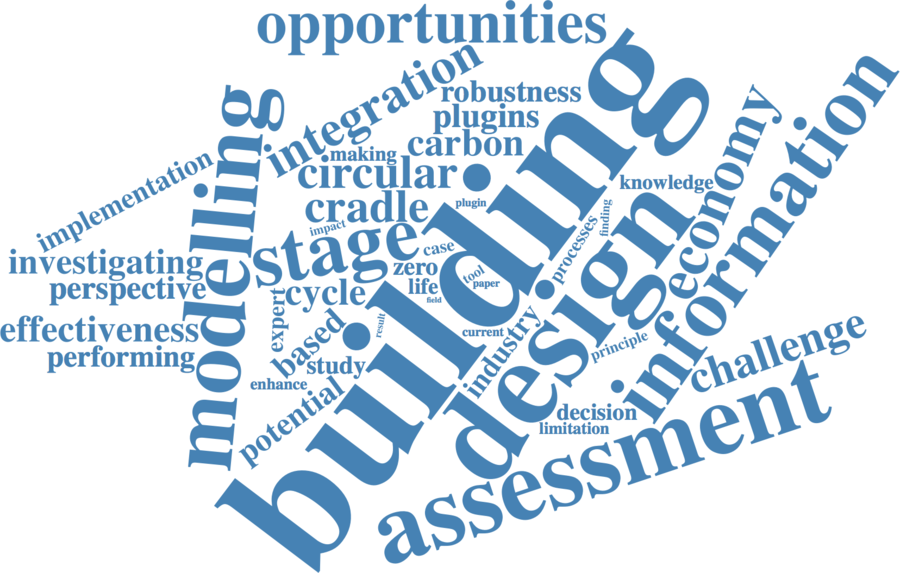 opportunities
integration
robustness
plugins
carbon
making
circular
cradle
plugin
impact
implementation
modelling
building
knowledge
economy
information
investigating
perspective
stage
case
zero
tool
paper
life
field
finding
processes
design
effectiveness
performing
expert
cycle
based
result
current
industry
principle
study
enhance
potential
challenge
decision
limitation
assessment